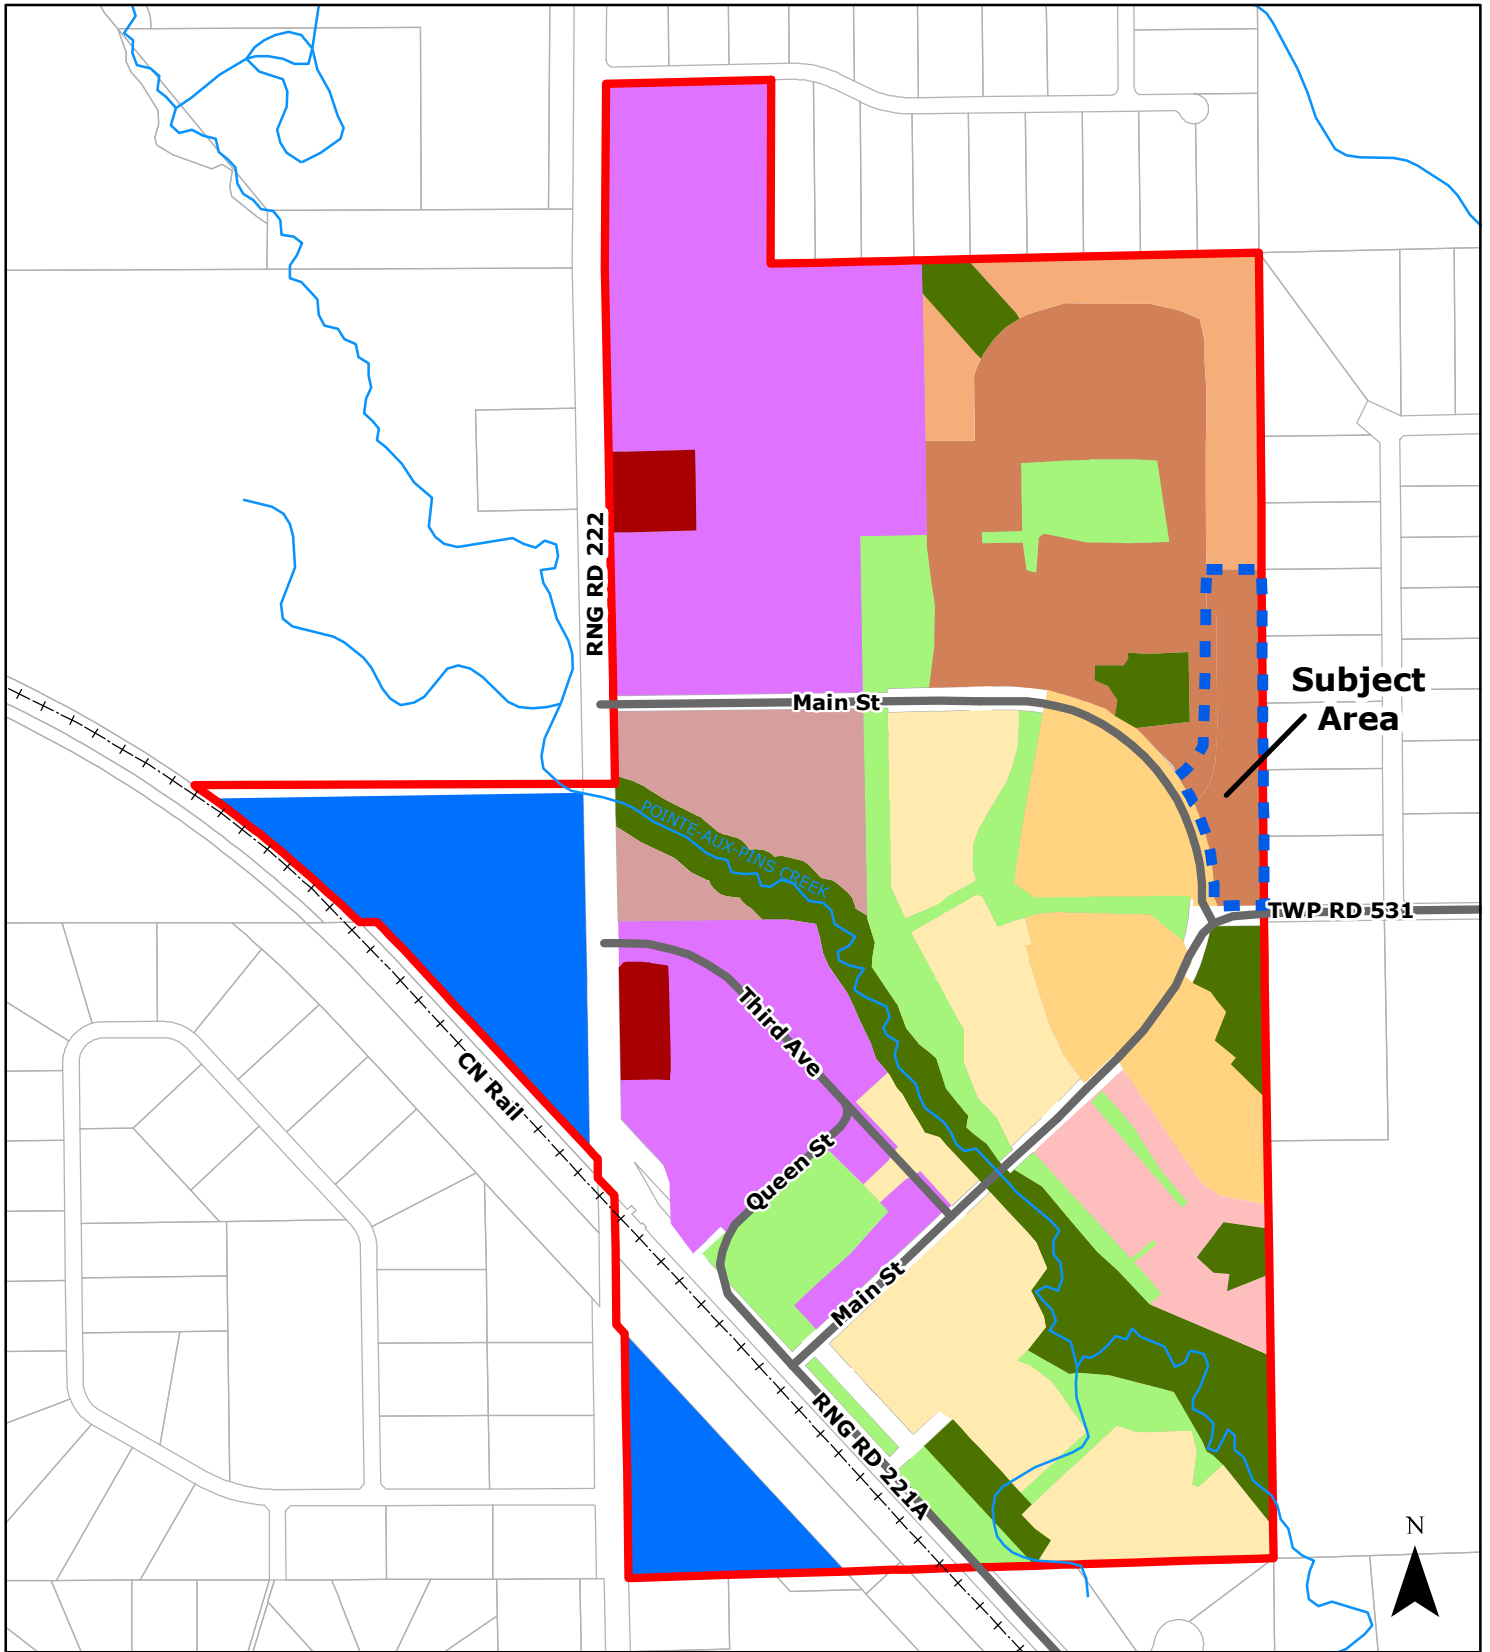 RNG RD 222
Subject
Area
Main St
POINTE-AUX-PINS CREEK
TWP RD 531
Third Ave
CN Rail
Queen St
Main St
RNG RD 221A
N